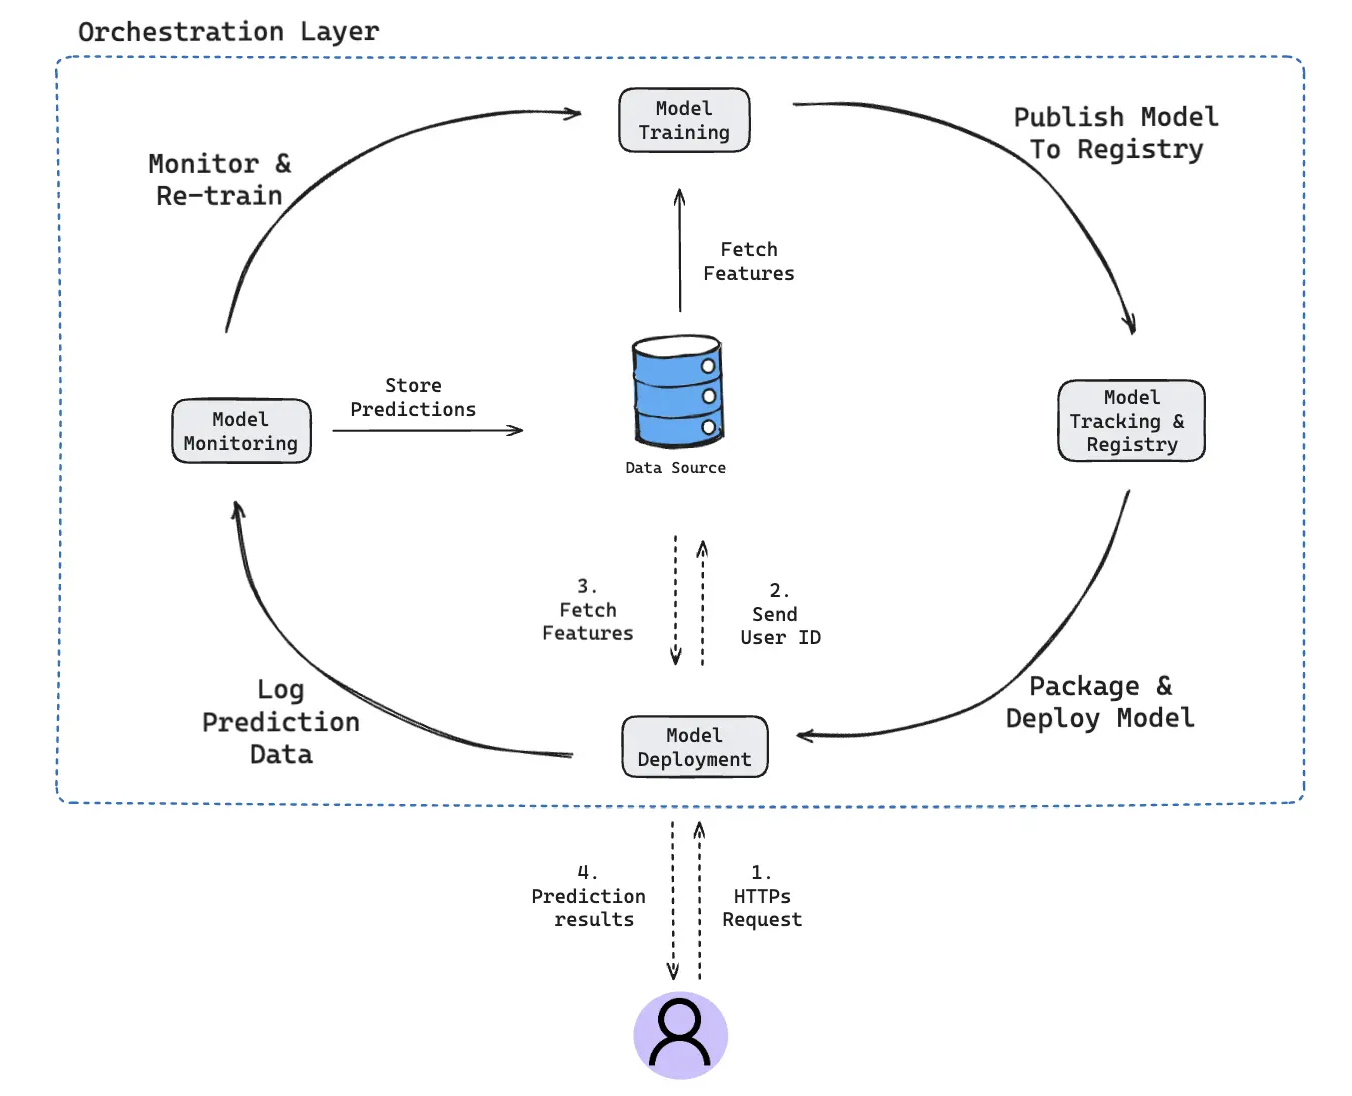 Orchestration Layer
Model
Training
Publish Model
To Registry
Monitor &
Re-train
Fetch
Features
Store
Predictions
Model
Monitoring
Data Source
Model
Tracking &
Registry
3.
Fetch
Features
2.
Send
User ID
Log
Prediction
Data
Package &
Deploy Model
Model
Deployment
4.
Prediction
results
1.
HTTPs
Request